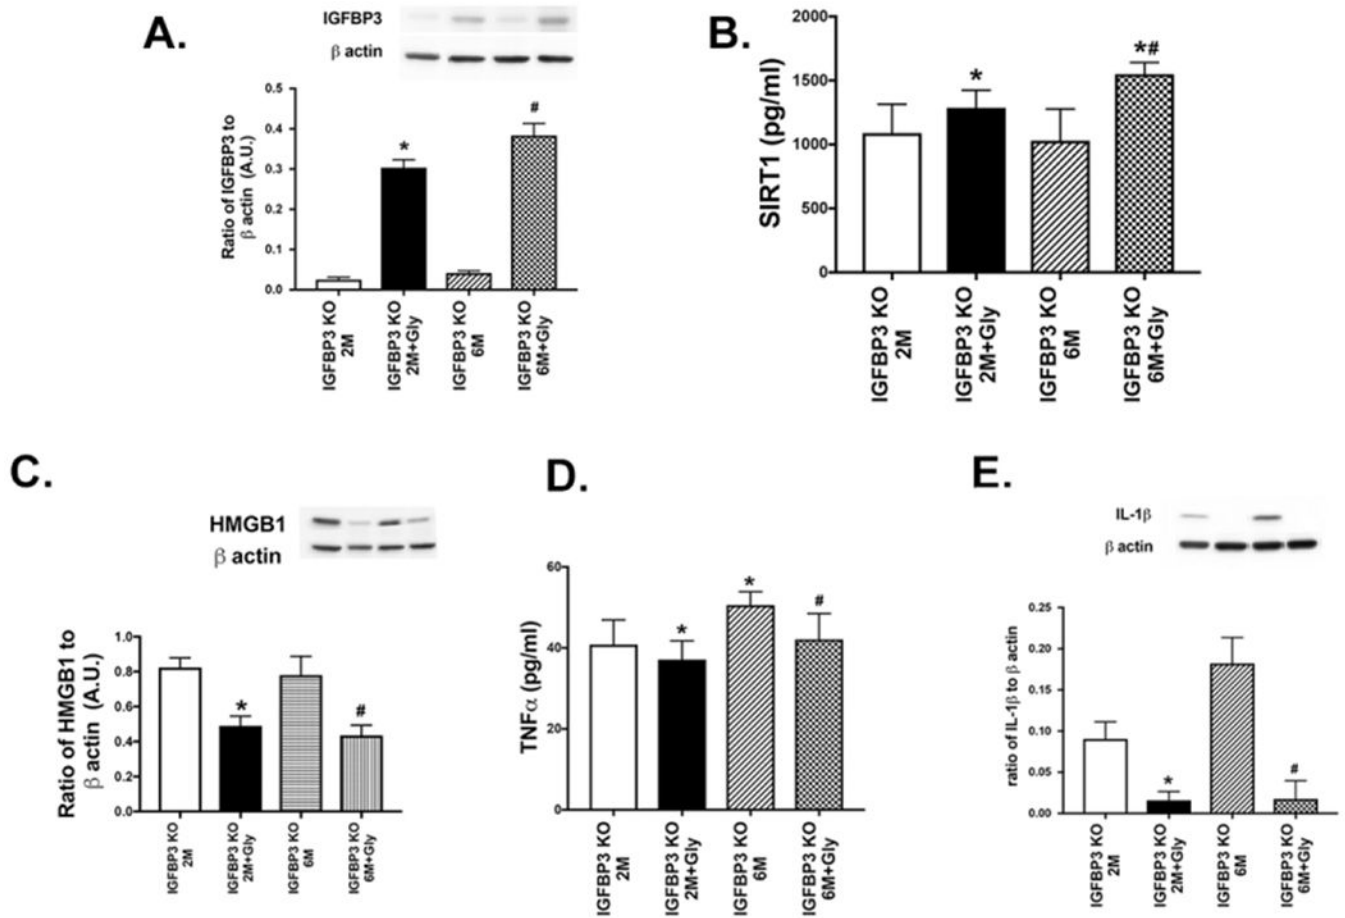 A.
IGFBP3
β actin
Ratio of IGFBP3 to
β actin (A.U.)
0.5
0.4
0.3
0.2
0.1
0.0
*
#
IGFBP3 KO
2M
IGFBP3 KO
2M+Gly
IGFBP3 KO
6M
IGFBP3 KO
6M+Gly
B.
SIRT1 (pg/ml)
2000
1500
1000
500
0
*
*#
IGFBP3 KO
2M
IGFBP3 KO
2M+Gly
IGFBP3 KO
6M
IGFBP3 KO
6M+Gly
C.
HMGB1
β actin
Ratio of HMGB1 to
β actin (A.U.)
1.0
0.8
0.6
0.4
0.2
0.0
*
#
IGFBP3 KO
2M
IGFBP3 KO
2M+Gly
IGFBP3 KO
6M
IGFBP3 KO
6M+Gly
D.
TNFα (pg/ml)
60
40
20
0
*
*
#
IGFBP3 KO
2M
IGFBP3 KO
2M+Gly
IGFBP3 KO
6M
IGFBP3 KO
6M+Gly
E.
IL-1β
β actin
ratio of IL-1β to β actin
0.25
0.20
0.15
0.10
0.05
0.00
*
#
IGFBP3 KO
2M
IGFBP3 KO
2M+Gly
IGFBP3 KO
6M
IGFBP3 KO
6M+Gly